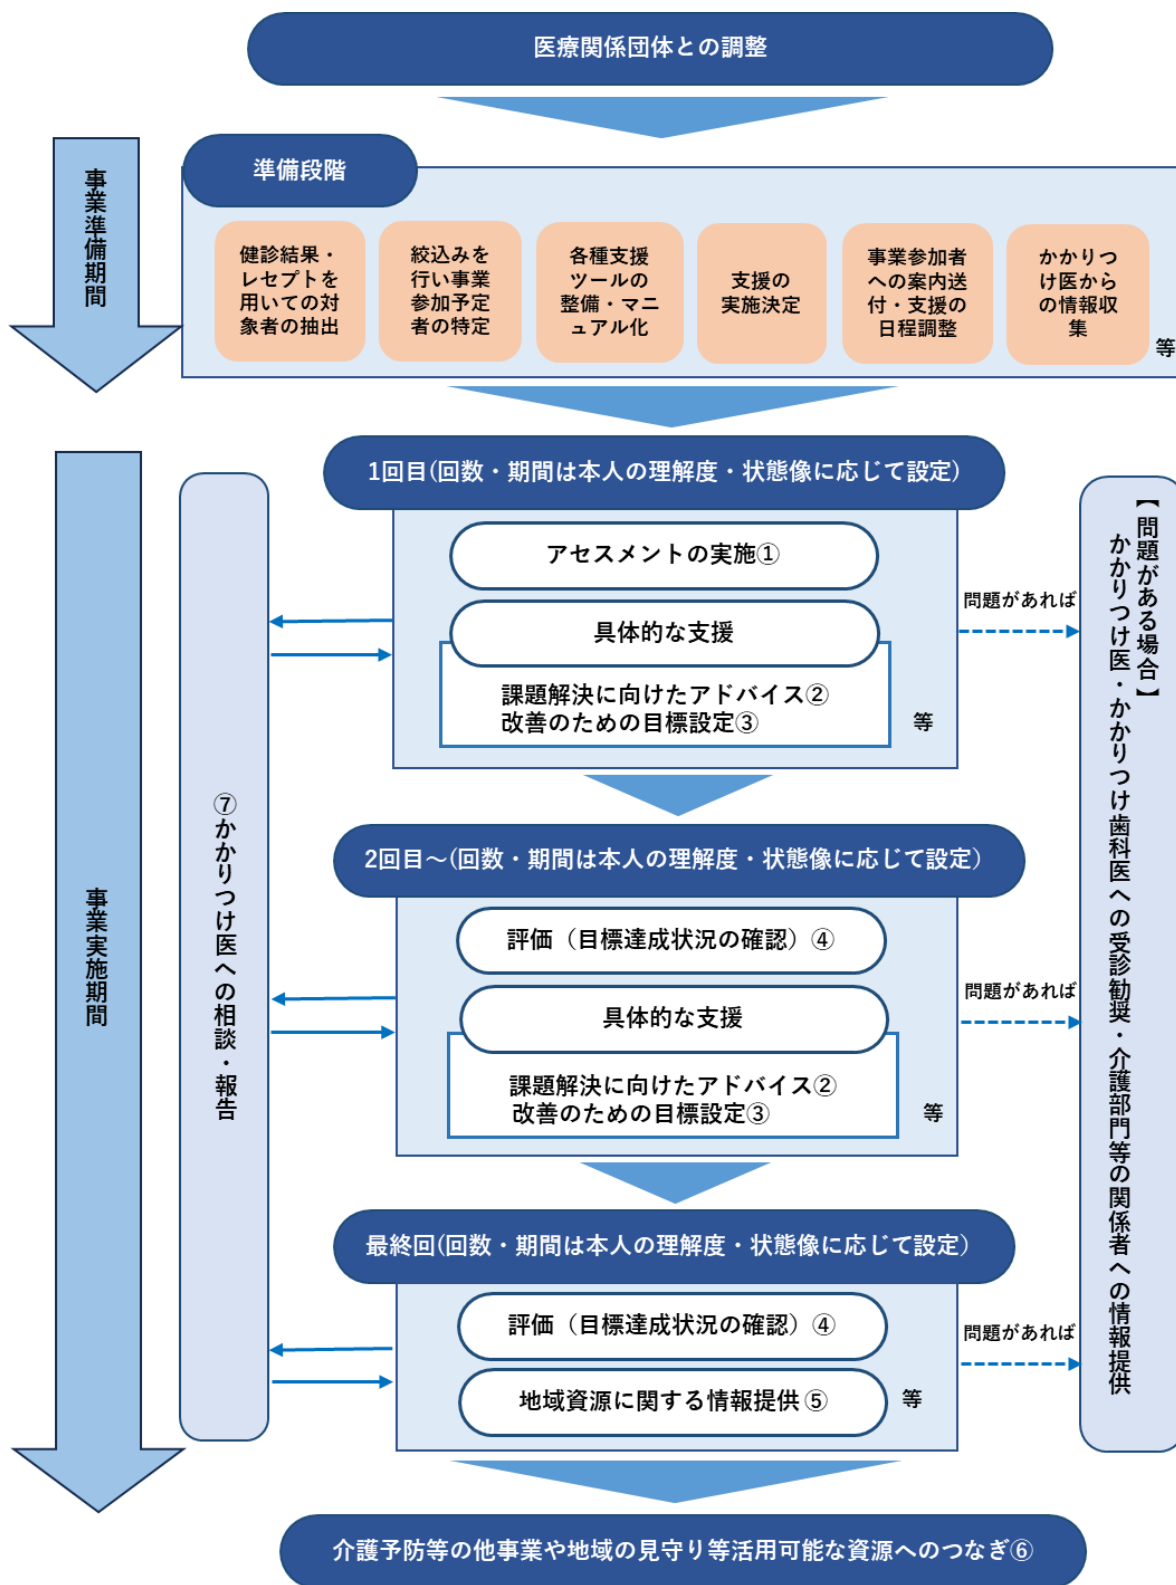 医療関係団体との調整
事業準備期間
準備段階
健診結果・
レセプトを
用いての対
象者の抽出
絞込みを
行い事業
参加予定
者の特定
各種支援
ツールの
整備・マニ
ュアル化
支援の
実施決定
事業参加者
への案内送
付・支援の
日程調整
かかりつ
け医から
の情報収
集
等
事業実施期間
⑦かかりつけ医への相談・報告
1回目(回数・期間は本人の理解度・状態像に応じて設定)
アセスメントの実施①
具体的な支援
課題解決に向けたアドバイス②
改善のための目標設定③
等
問題があれば
2回目～(回数・期間は本人の理解度・状態像に応じて設定)
評価（目標達成状況の確認）④
具体的な支援
課題解決に向けたアドバイス②
改善のための目標設定③
等
問題があれば
最終回(回数・期間は本人の理解度・状態像に応じて設定)
評価（目標達成状況の確認）④
地域資源に関する情報提供⑤
等
問題があれば
【問題がある場合】
かかりつけ医・かかりつけ歯科医への受診勧奨・介護部門等の関係者への情報提供
介護予防等の他事業や地域の見守り等活用可能な資源へのつなぎ⑥